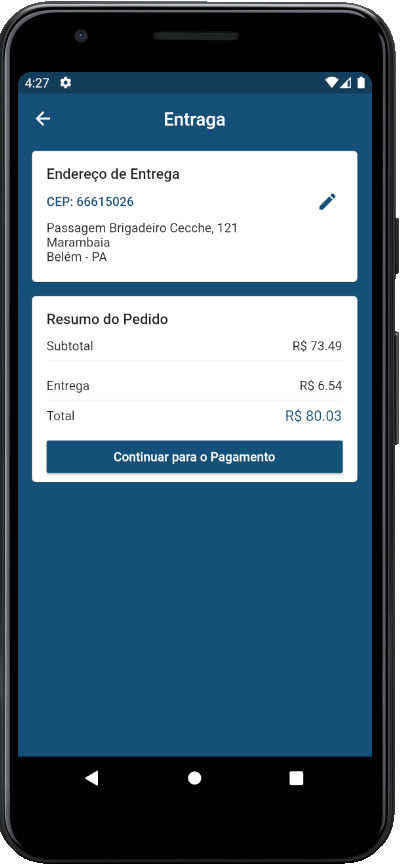 4:27
Entraga
Endereço de Entrega
CEP: 66615026
Passagem Brigadeiro Cecche, 121
Marambaia
Belém - PA
Resumo do Pedido
Subtotal R$ 73.49
Entrega R$ 6.54
Total R$ 80.03
Continuar para o Pagamento